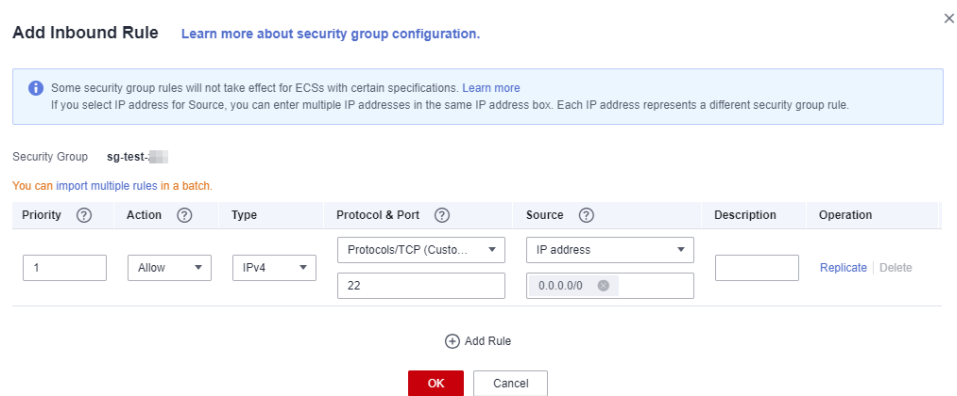 Add Inbound Rule Learn more about security group configuration.
Some security group rules will not take effect for ECSs with certain specifications. Learn more
If you select IP address for Source, you can enter multiple IP addresses in the same IP address box. Each IP address represents a different security group rule.
Security Group sg-test-
You can import multiple rules in a batch.
Priority ? Action ? Type Protocol & Port ? Source ? Description Operation
Protocols/TCP (Custo... IP address
1 Allow IPv4 Replicate Delete
22 0.0.0.0/0
Add Rule
OK Cancel